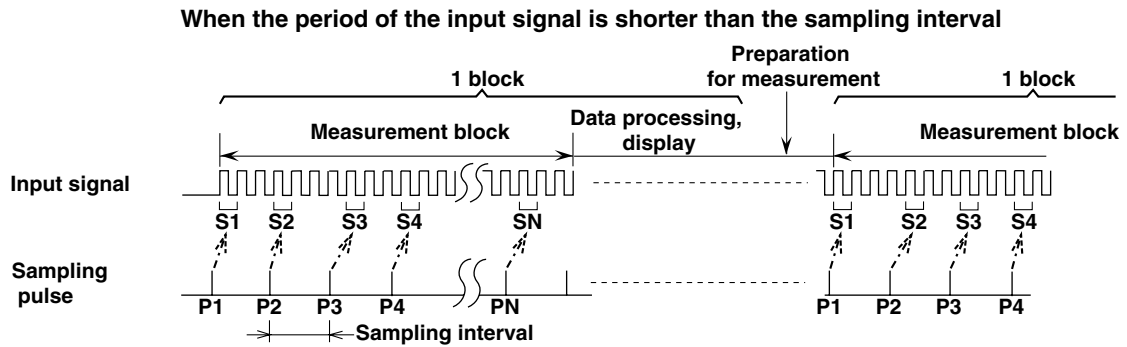 When the period of the input signal is shorter than the sampling interval
Preparation
for measurement
1 block
1 block
Data processing,
display
Measurement block
Measurement block
Input signal
S1 S2 S3 S4 SN S1 S2 S3 S4
Sampling
pulse
P1 P2 P3 P4 PN P1 P2 P3 P4
Sampling interval